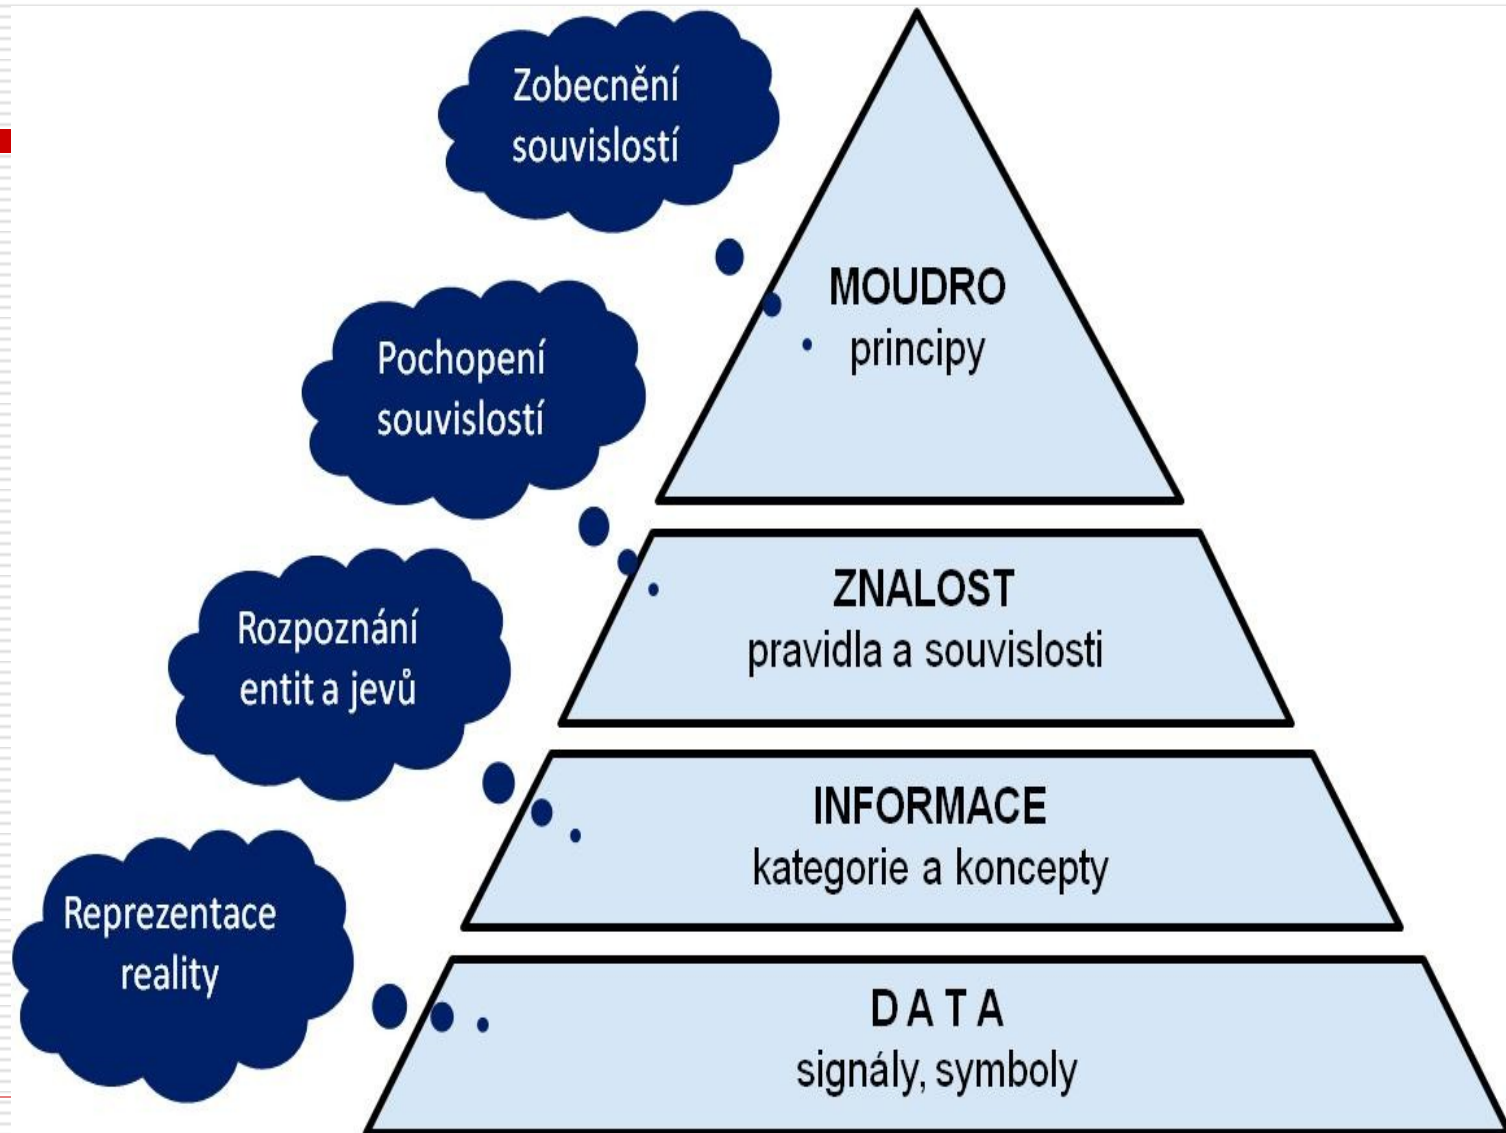 Zobecnění
souvislostí
MOUDRO
principy
Pochopení
souvislostí
ZNALOST
pravidla a souvislosti
Rozpoznání
entit a jevů
INFORMACE
kategorie a koncepty
Reprezentace
reality
DATA
signály, symboly